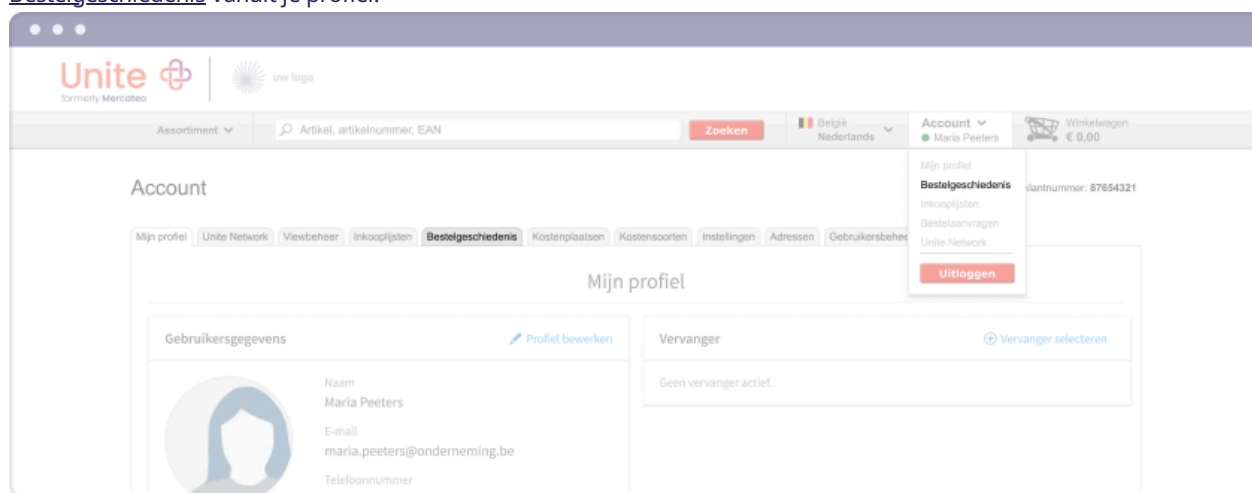 Bestelgeschiedenis vanuit je profiel.
Unite
formerly Mercateo
uw logo
Assortiment
Artikel, artikelnummer, EAN
Zoeken
België
Nederlands
Account
Maria Peeters
Winkelwagen
€ 0,00
Mijn profiel
Bestelgeschiedenis
Inkooplijsten
Bestelaanvragen
Unite Network
Uitloggen
Account
klantnummer: 87654321
Mijn profiel Unite Network Viewbeheer Inkooplijsten Bestelgeschiedenis Kostenplaatsen Kostensoorten Instellingen Adressen Gebruikersbehee
Mijn profiel
Gebruikersgegevens
Profiel bewerken
Naam
Maria Peeters
E-mail
maria.peeters@onderneming.be
Telefoonnummer
Vervanger
Vervanger selecteren
Geen vervanger actief.